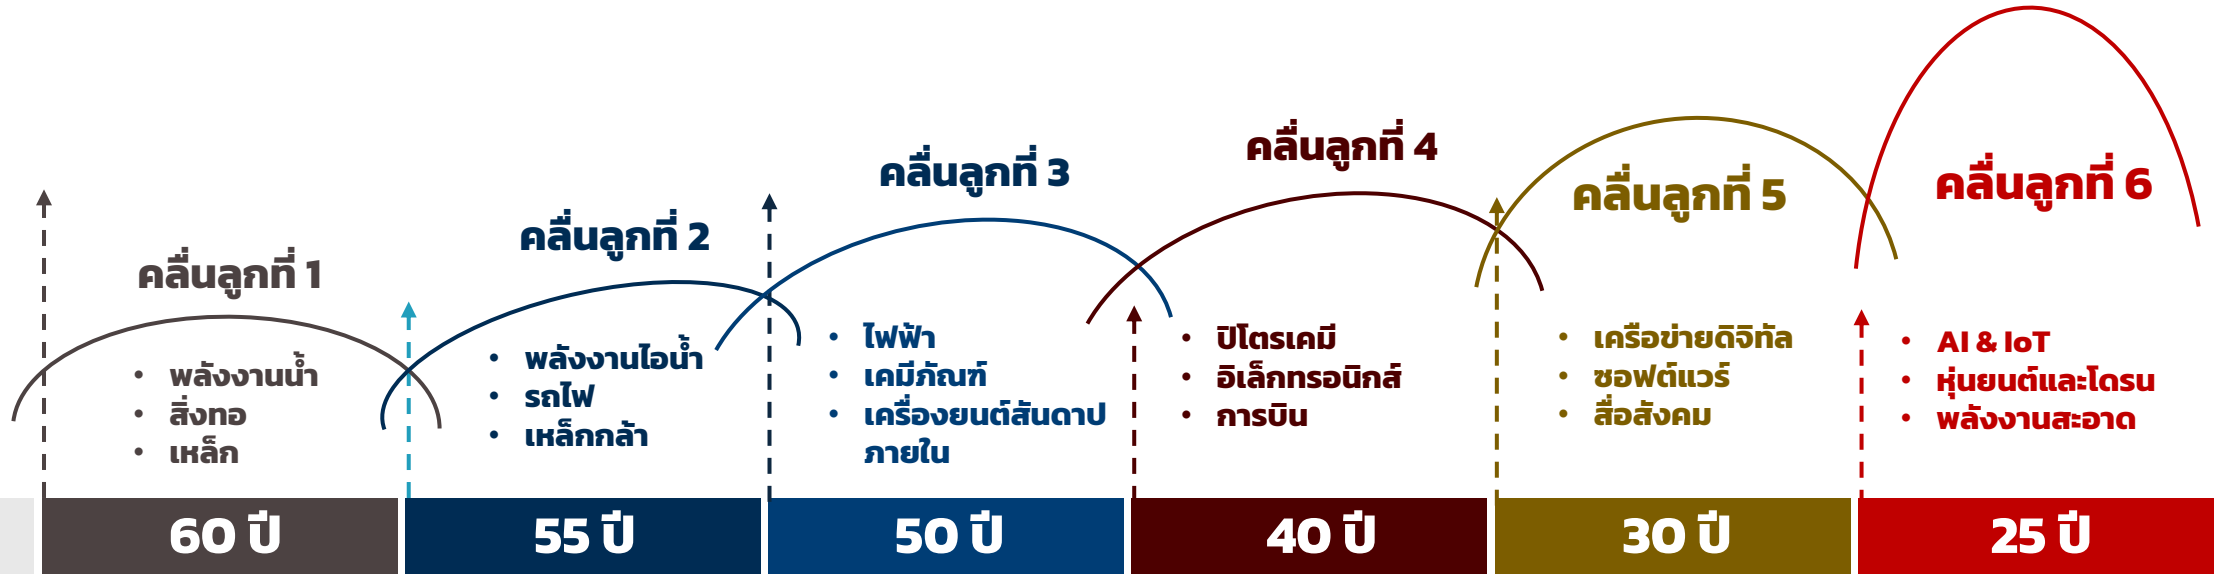 คลื่นลูกที่ 1
• พลังงานน้ำ
• สิ่งทอ
• เหล็ก
60 ปี
คลื่นลูกที่ 2
• พลังงานไอน้ำ
• รถไฟ
• เหล็กกล้า
55 ปี
คลื่นลูกที่ 3
• ไฟฟ้า
• เคมีภัณฑ์
• เครื่องยนต์สันดาป
ภายใน
50 ปี
คลื่นลูกที่ 4
• ปิโตรเคมี
• อิเล็กทรอนิกส์
• การบิน
40 ปี
คลื่นลูกที่ 5
• เครือข่ายดิจิทัล
• ซอฟต์แวร์
• สื่อสังคม
30 ปี
คลื่นลูกที่ 6
• AI & IoT
• หุ่นยนต์และโดรน
• พลังงานสะอาด
25 ปี